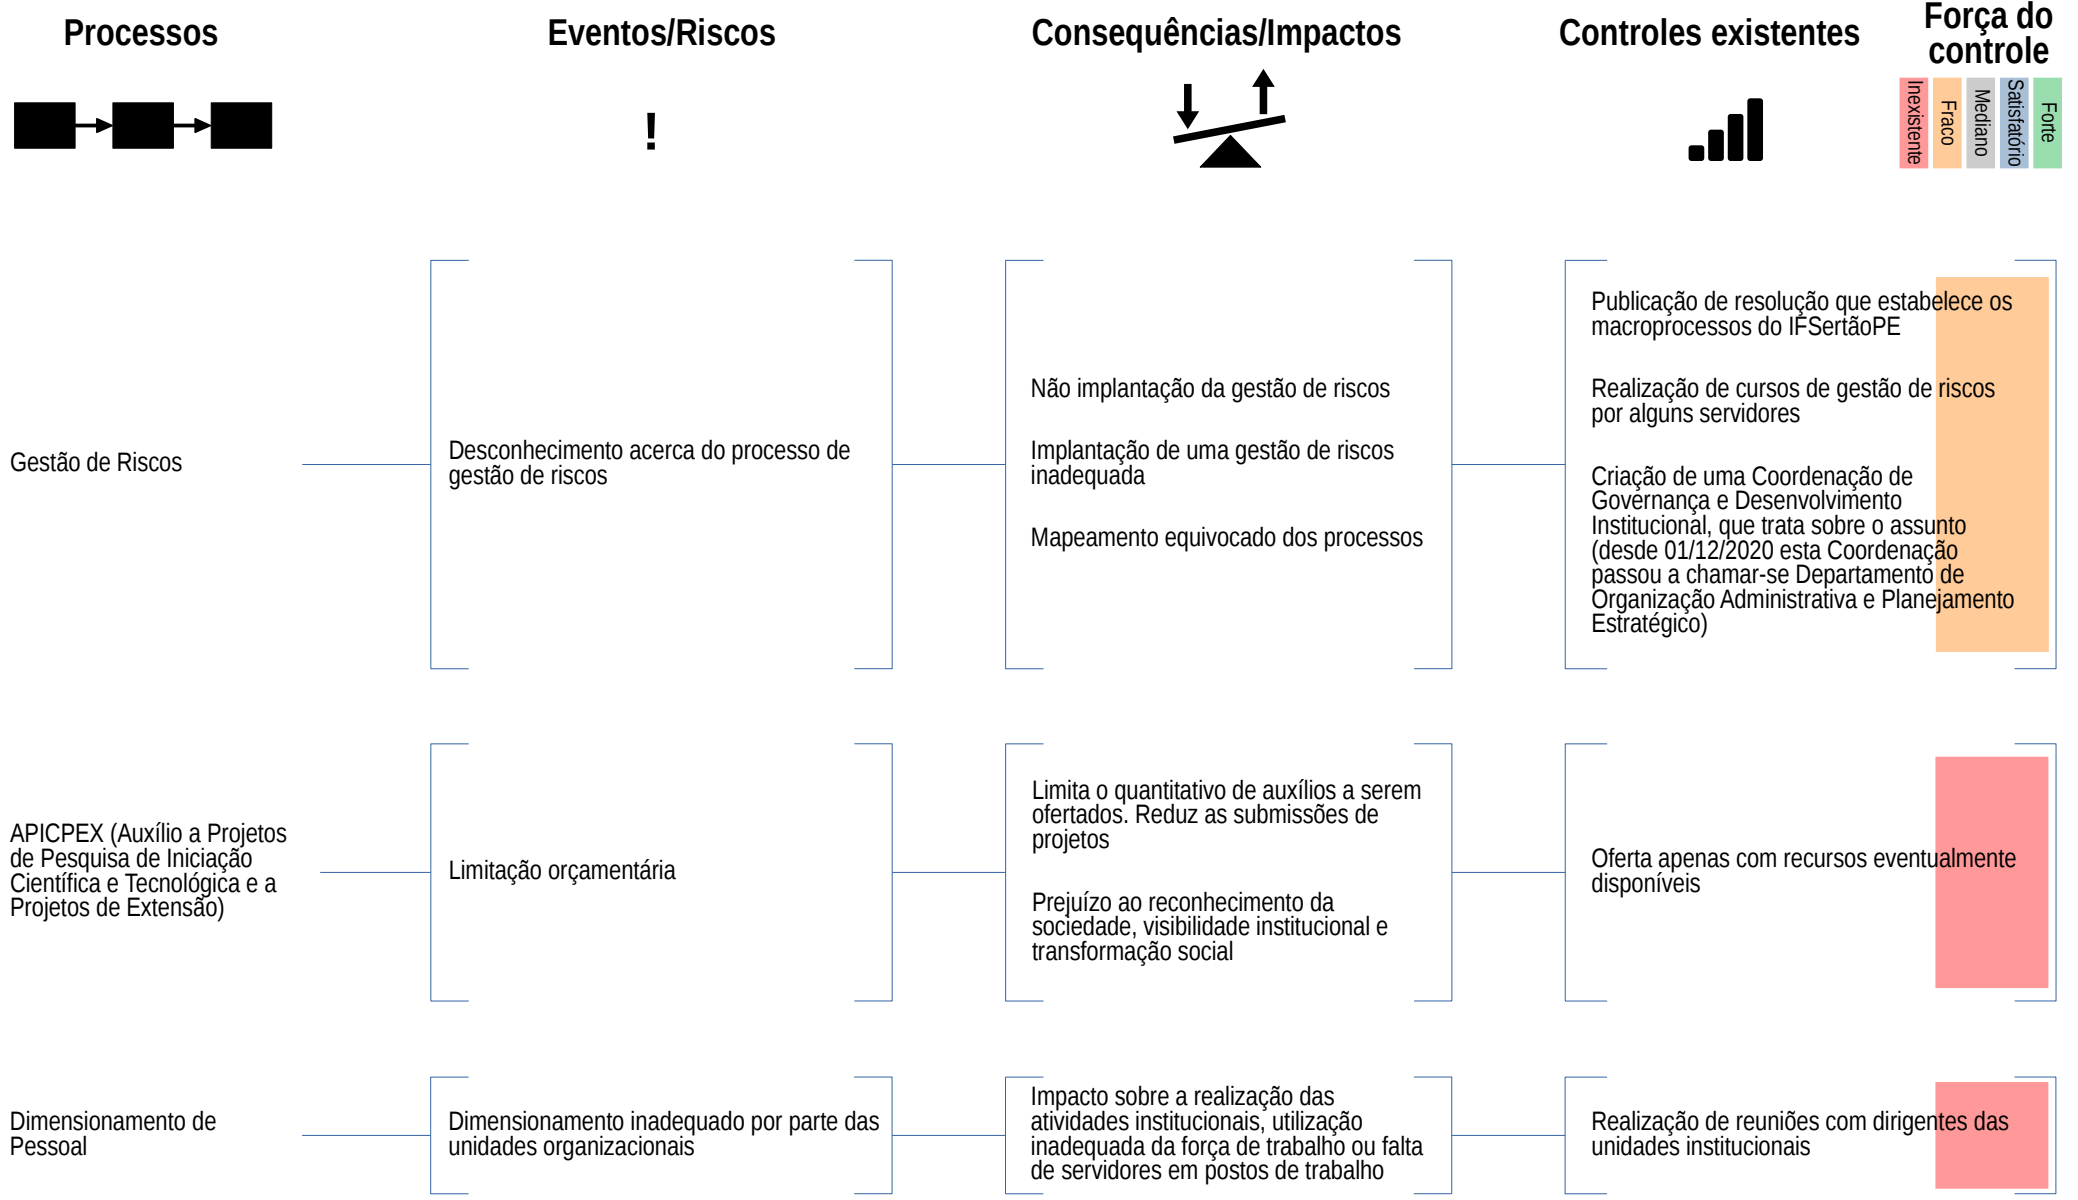 Processos
Eventos/Riscos
Consequências/Impactos
Controles existentes
Força do
controle
!
Inexistente
Fraco
Mediano
Satisfatório
Forte
Gestão de Riscos
Desconhecimento acerca do processo de
gestão de riscos
Não implantação da gestão de riscos
Implantação de uma gestão de riscos
inadequada
Mapeamento equivocado dos processos
Publicação de resolução que estabelece os
macroprocessos do IFSertãoPE
Realização de cursos de gestão de riscos
por alguns servidores
Criação de uma Coordenação de
Governança e Desenvolvimento
Institucional, que trata sobre o assunto
(desde 01/12/2020 esta Coordenação
passou a chamar-se Departamento de
Organização Administrativa e Planejamento
Estratégico)
APICPEX (Auxílio a Projetos
de Pesquisa de Iniciação
Científica e Tecnológica e a
Projetos de Extensão)
Limitação orçamentária
Limita o quantitativo de auxílios a serem
ofertados. Reduz as submissões de
projetos
Prejuízo ao reconhecimento da
sociedade, visibilidade institucional e
transformação social
Oferta apenas com recursos eventualmente
disponíveis
Dimensionamento de
Pessoal
Dimensionamento inadequado por parte das
unidades organizacionais
Impacto sobre a realização das
atividades institucionais, utilização
inadequada da força de trabalho ou falta
de servidores em postos de trabalho
Realização de reuniões com dirigentes das
unidades institucionais